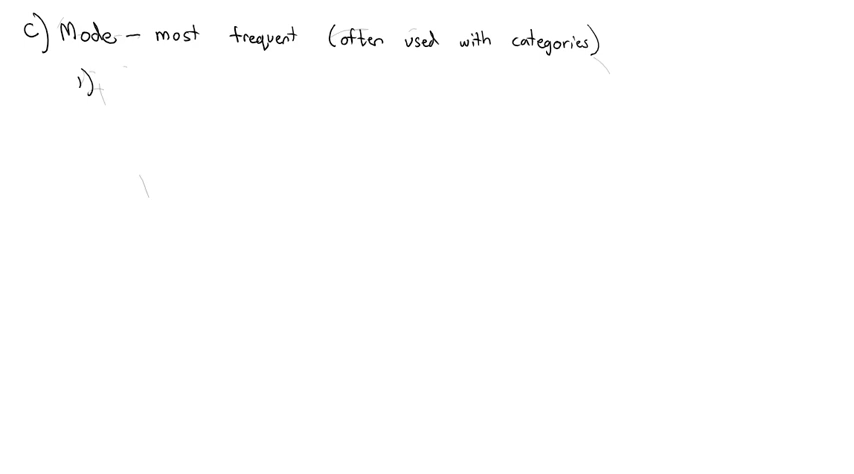 C) Mode – most frequent (often used with categories)
1)